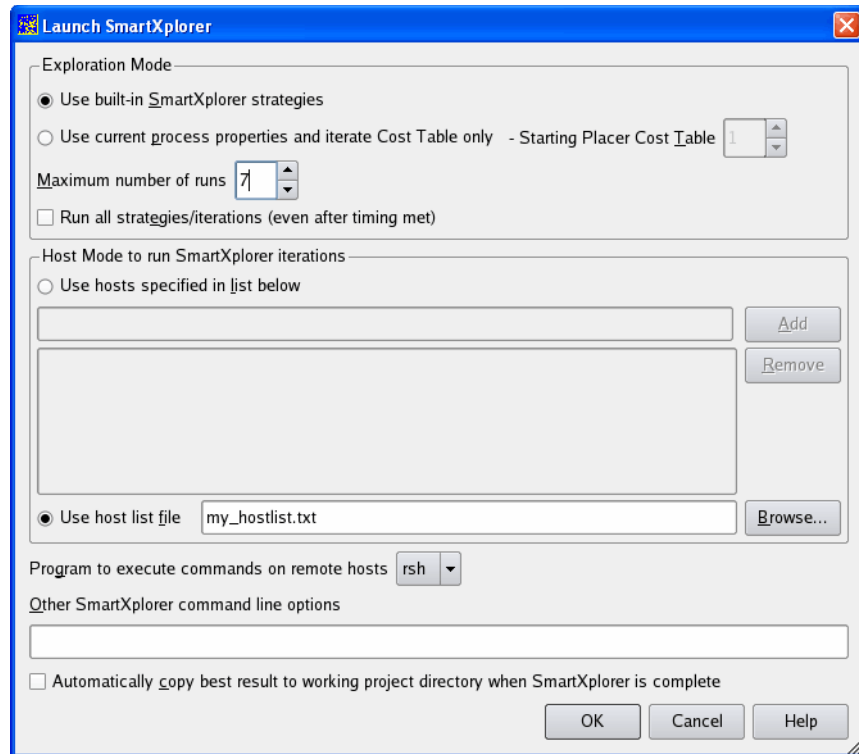 Launch SmartXplorer
Exploration Mode
Use built-in SmartXplorer strategies
Use current process properties and iterate Cost Table only - Starting Placer Cost Table 1
Maximum number of runs 7
Run all strategies/iterations (even after timing met)
Host Mode to run SmartXplorer iterations
Use hosts specified in list below
Add
Remove
Use host list file my_hostlist.txt Browse...
Program to execute commands on remote hosts rsh
Other SmartXplorer command line options
Automatically copy best result to working project directory when SmartXplorer is complete
OK Cancel Help